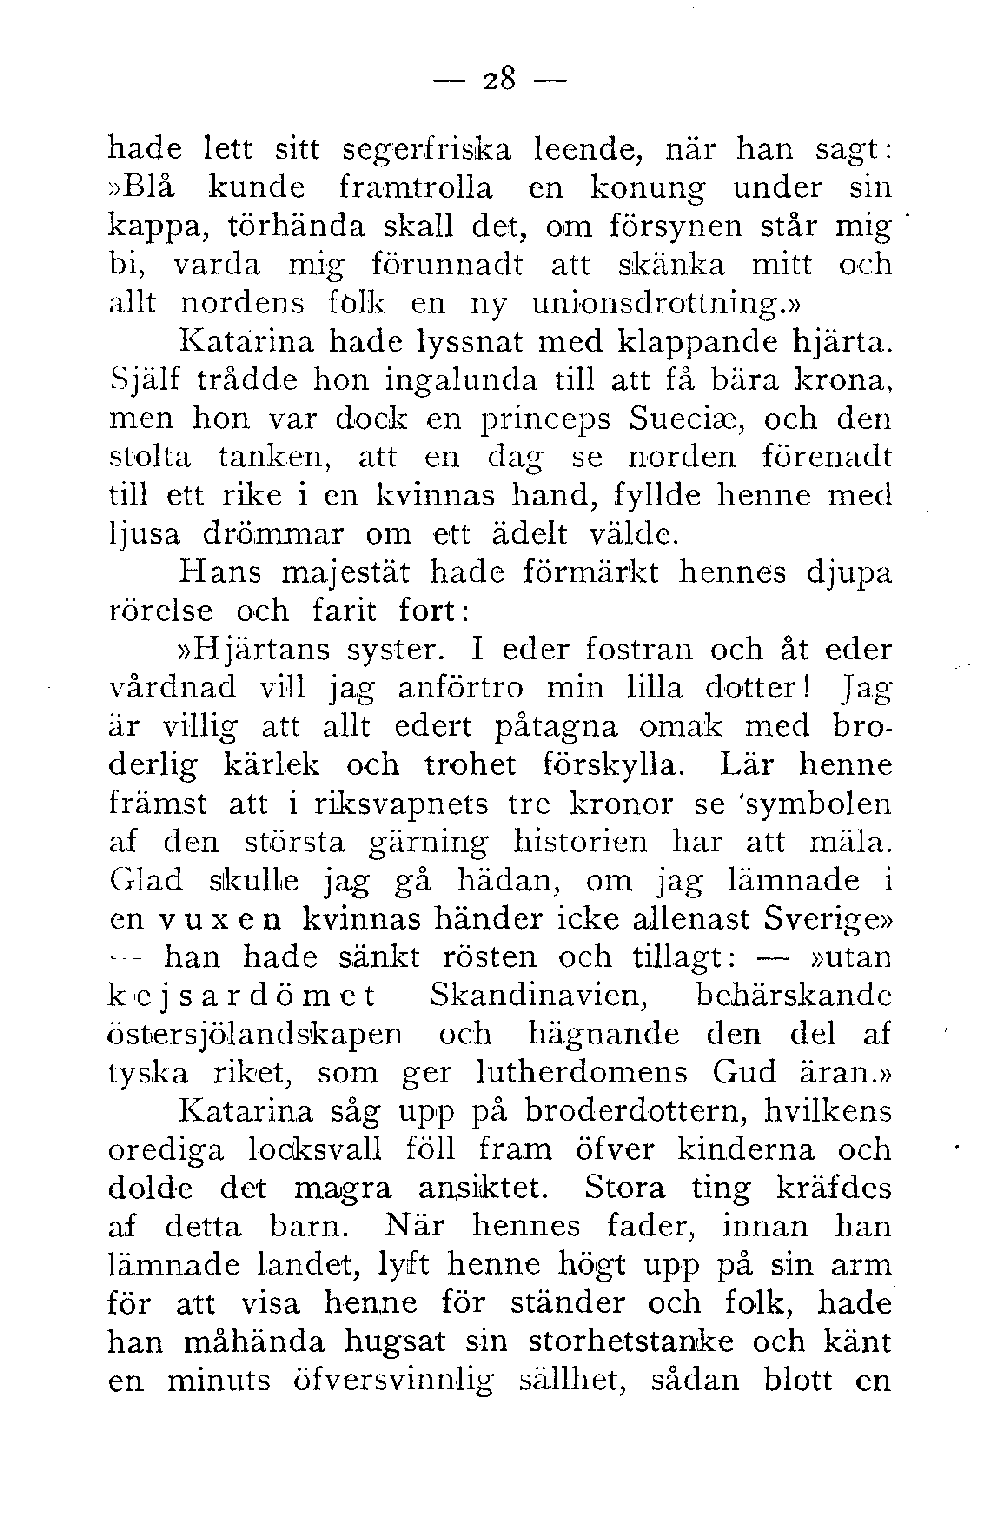 — 28 —
hade lett sitt segerfriska leende, när han sagt:
»Blå kunde framtrolla en konung under sin
kappa, törhända skall det, om försynen står mig
bi, varda mig förunnadt att skänka mitt och
allt nordens folk en ny unionsdrottning.»
Katarina hade lyssnat med klappande hjärta.
Själf trådde hon ingalunda till att få bära krona,
men hon var dock en princeps Sueciæ, och den
stolta tanken, att en dag se norden förenadt
till ett rike i en kvinnas hand, fyllde henne med
ljusa drömmar om ett ädelt välde.
Hans majestät hade förmärkt hennes djupa
rörelse och farit fort:
»Hjärtans syster. I eder fostran och åt eder
vårdnad vill jag anförtro min lilla dotter! Jag
är villig att allt edert påtagna omak med bro-
derlig kärlek och trohet förskylla. Lär henne
främst att i riksvapnets tre kronor se symbolen
af den största gärning historien har att mäla.
Glad skulle jag gå hädan, om jag lämnade i
en vuxen kvinnas händer icke allenast Sverige»
— han hade sänkt rösten och tillagt: — »utan
kejsardömet Skandinavien, behärskande
östersjölandskapen och hägnande den del af
tyska riket, som ger lutherdomens Gud äran.»
Katarina såg upp på broderdottern, hvilkens
orediga locksvall föll fram öfver kinderna och
dolde det magra ansiktet. Stora ting kräfdes
af detta barn. När hennes fader, innan han
lämnade landet, lyft henne högt upp på sin arm
för att visa henne för ständer och folk, hade
han måhända hugsat sin storhetstanke och känt
en minuts öfversvinnlig sällhet, sådan blott en